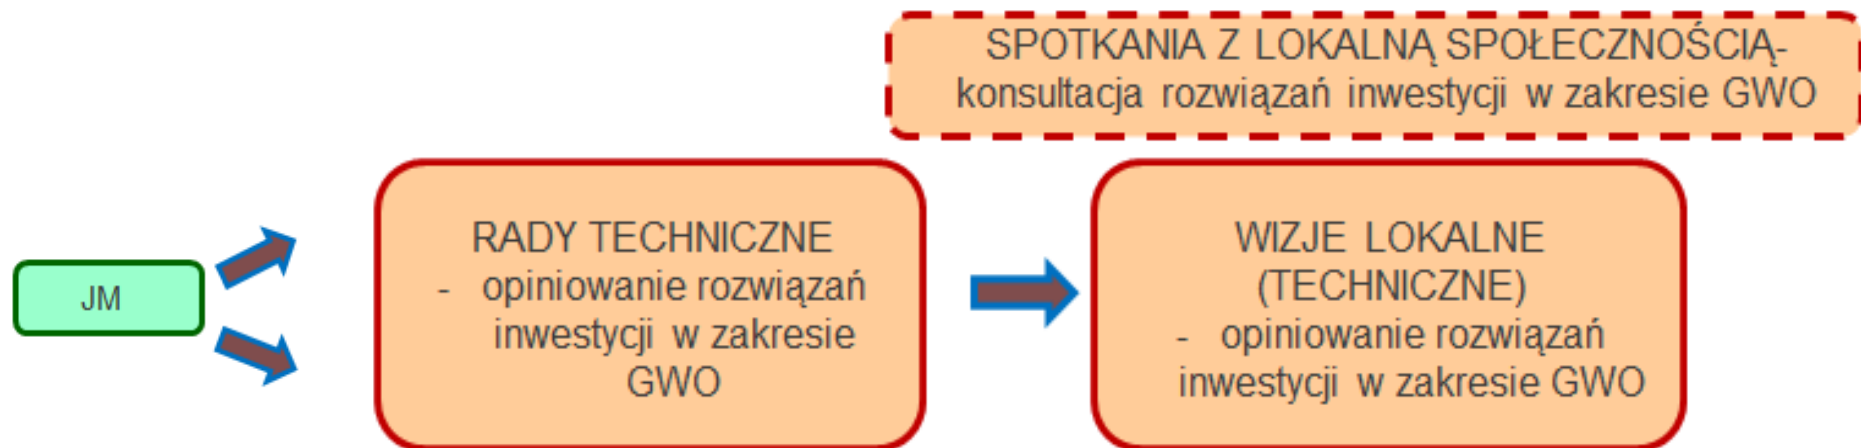 SPOTKANIA Z LOKALNĄ SPOŁECZNOŚCIĄ-
konsultacja rozwiązań inwestycji w zakresie GWO
JM
RADY TECHNICZNE
- opiniowanie rozwiązań
inwestycji w zakresie
GWO
WIZJE LOKALNE
(TECHNICZNE)
- opiniowanie rozwiązań
inwestycji w zakresie GWO